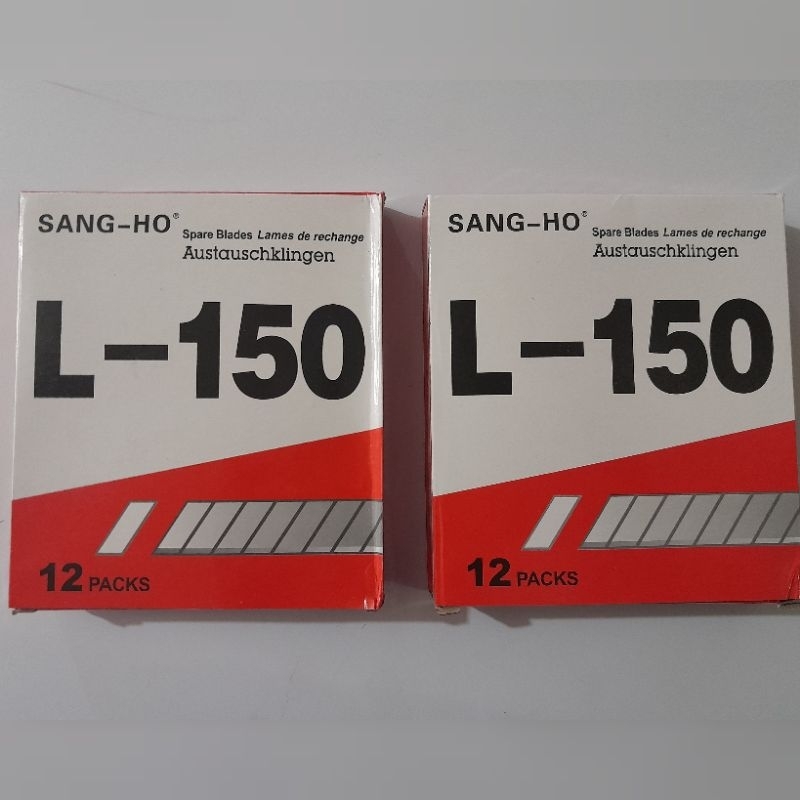 SANG-HO®
Spare Blades Lames de rechange
Austauschklingen
L-150
12 PACKS
SANG-HO®
Spare Blades Lames de rechange
Austauschklingen
L-150
12 PACKS